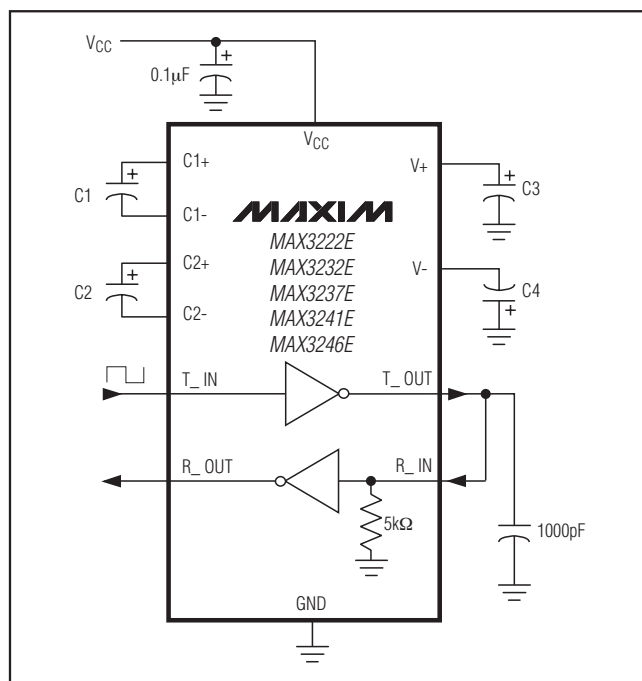 VCC
+
0.1µF
VCC
C1+
V+
+
C1
+
C3
C1-
MAXIM
MAX3222E
C2+
MAX3232E
V-
C2
+
MAX3237E
C4
C2-
MAX3241E
+
MAX3246E
T_ IN
T_ OUT
R_ OUT
R_ IN
5kΩ
1000pF
GND